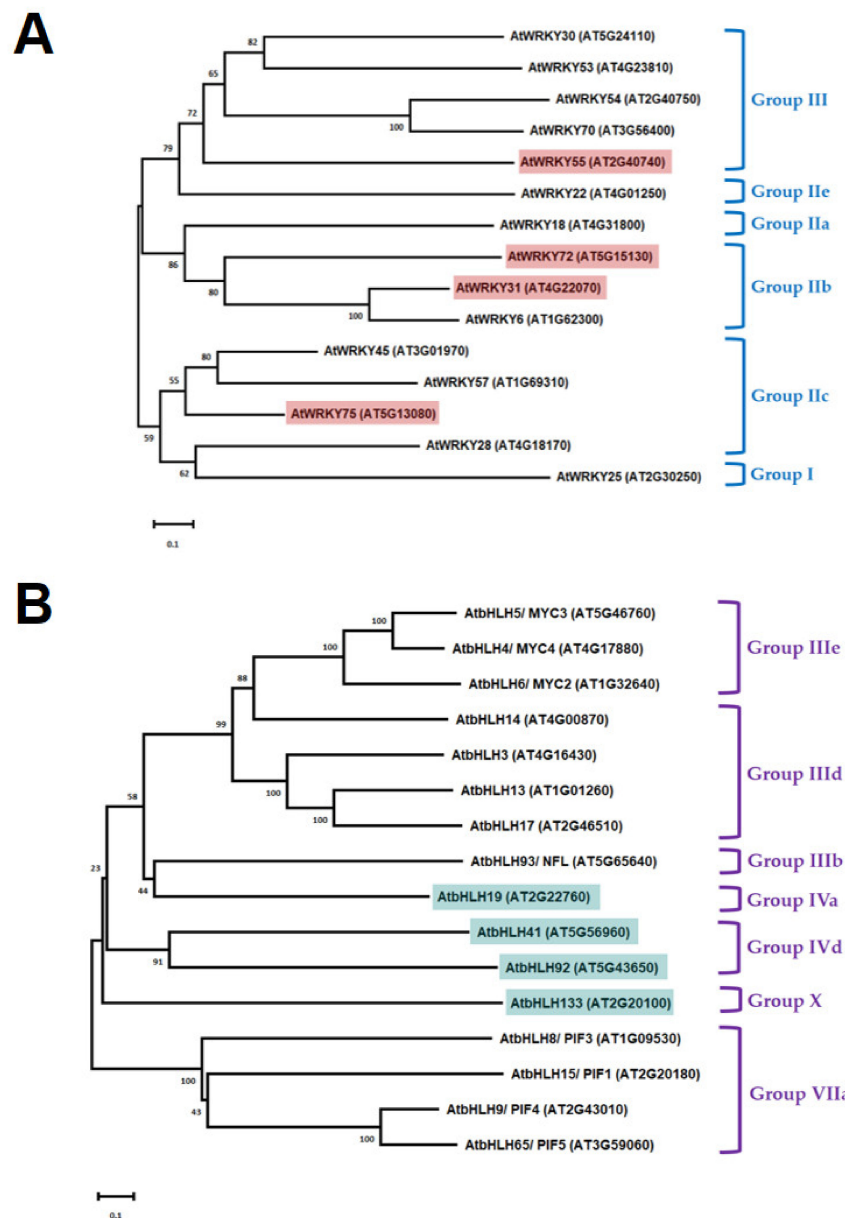 A
AtWRKY30 (AT5G24110)
82
AtWRKY53 (AT4G23810)
65
AtWRKY54 (AT2G40750)
Group III
72
100
AtWRKY70 (AT3G56400)
79
AtWRKY55 (AT2G40740)
AtWRKY22 (AT4G01250)
Group IIe
AtWRKY18 (AT4G31800)
Group IIa
86
AtWRKY72 (AT5G15130)
80
AtWRKY31 (AT4G22070)
Group IIb
100
AtWRKY6 (AT1G62300)
AtWRKY45 (AT3G01970)
80
AtWRKY57 (AT1G69310)
55
Group IIc
AtWRKY75 (AT5G13080)
59
AtWRKY28 (AT4G18170)
62
AtWRKY25 (AT2G30250)
Group I
0.1
B
AtbHLH5/ MYC3 (AT5G46760)
100
AtbHLH4/ MYC4 (AT4G17880)
Group IIIe
100
AtbHLH6/ MYC2 (AT1G32640)
88
AtbHLH14 (AT4G00870)
99
AtbHLH3 (AT4G16430)
Group IIId
100
AtbHLH13 (AT1G01260)
100
AtbHLH17 (AT2G46510)
58
AtbHLH93/ NFL (AT5G65640)
Group IIIb
23
44
AtbHLH19 (AT2G22760)
Group IVa
AtbHLH41 (AT5G56960)
Group IVd
91
AtbHLH92 (AT5G43650)
AtbHLH133 (AT2G20100)
Group X
AtbHLH8/ PIF3 (AT1G09530)
100
AtbHLH15/ PIF1 (AT2G20180)
Group VIIa
43
AtbHLH9/ PIF4 (AT2G43010)
100
AtbHLH65/ PIF5 (AT3G59060)
0.1